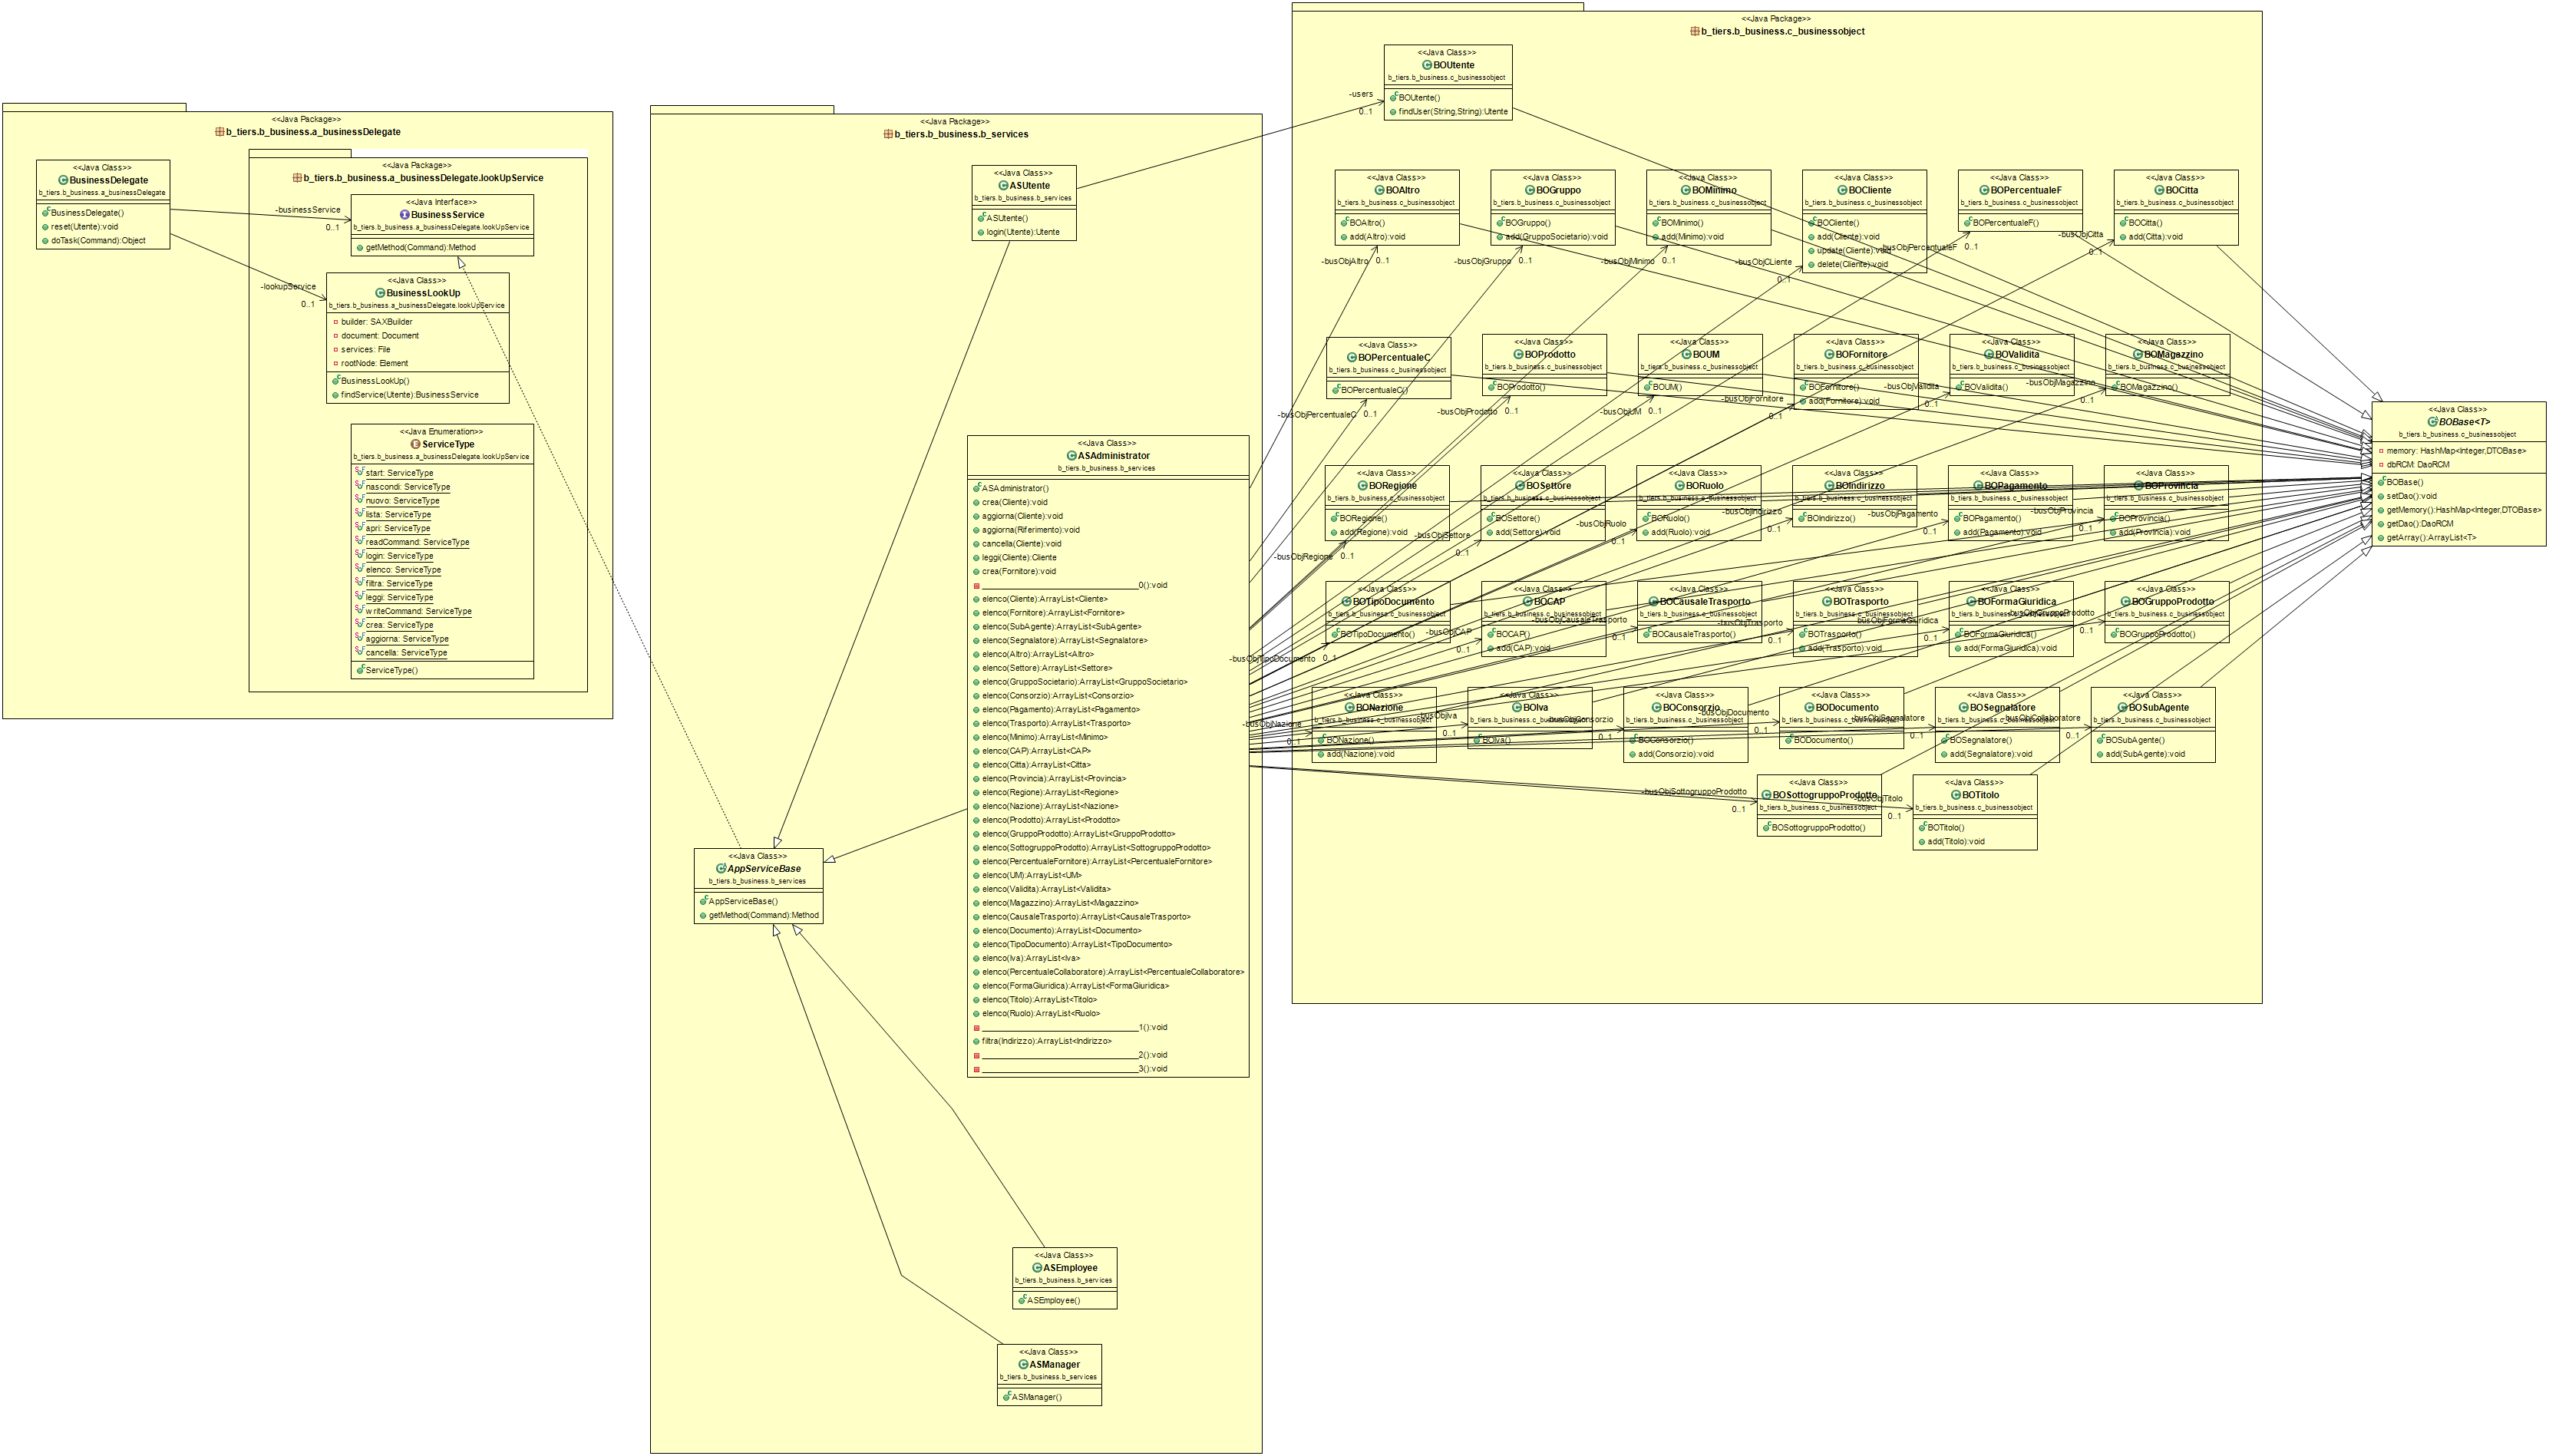 <<Java Package>>
b_tiers.b_business.a_businessDelegate
<<Java Class>>
BusinessDelegate
b_tiers.b_business.a_businessDelegate
BusinessDelegate()
reset(Utente):void
doTask(Command):Object
-businessService
0..1
-lookupService
0..1
<<Java Package>>
b_tiers.b_business.a_businessDelegate.lookUpService
<<Java Interface>>
BusinessService
b_tiers.b_business.a_businessDelegate.lookUpService
getMethod(Command):Method
<<Java Class>>
BusinessLookUp
b_tiers.b_business.a_businessDelegate.lookUpService
builder: SAXBuilder
document: Document
services: File
rootNode: Element
BusinessLookUp()
findService(Utente):BusinessService
<<Java Enumeration>>
ServiceType
b_tiers.b_business.a_businessDelegate.lookUpService
start: ServiceType
nascondi: ServiceType
nuovo: ServiceType
lista: ServiceType
apri: ServiceType
readCommand: ServiceType
login: ServiceType
elenco: ServiceType
filtra: ServiceType
leggi: ServiceType
writeCommand: ServiceType
crea: ServiceType
aggiorna: ServiceType
cancella: ServiceType
ServiceType()
<<Java Package>>
b_tiers.b_business.b_services
<<Java Class>>
ASUtente
b_tiers.b_business.b_services
ASUtente()
login(Utente):Utente
<<Java Class>>
ASAdministrator
b_tiers.b_business.b_services
ASAdministrator()
crea(Cliente):void
aggiorna(Cliente):void
aggiorna(Riferimento):void
cancella(Cliente):void
leggi(Cliente):Cliente
crea(Fornitore):void
__________________________________0():void
elenco(Cliente):ArrayList<Cliente>
elenco(Fornitore):ArrayList<Fornitore>
elenco(SubAgente):ArrayList<SubAgente>
elenco(Segnalatore):ArrayList<Segnalatore>
elenco(Altro):ArrayList<Altro>
elenco(Settore):ArrayList<Settore>
elenco(GruppoSocietario):ArrayList<GruppoSocietario>
elenco(Consorzio):ArrayList<Consorzio>
elenco(Pagamento):ArrayList<Pagamento>
elenco(Trasporto):ArrayList<Trasporto>
elenco(Minimo):ArrayList<Minimo>
elenco(CAP):ArrayList<CAP>
elenco(Citta):ArrayList<Citta>
elenco(Provincia):ArrayList<Provincia>
elenco(Regione):ArrayList<Regione>
elenco(Nazione):ArrayList<Nazione>
elenco(Prodotto):ArrayList<Prodotto>
elenco(GruppoProdotto):ArrayList<GruppoProdotto>
elenco(SottogruppoProdotto):ArrayList<SottogruppoProdotto>
elenco(PercentualeFornitore):ArrayList<PercentualeFornitore>
elenco(UM):ArrayList<UM>
elenco(Validita):ArrayList<Validita>
elenco(Magazzino):ArrayList<Magazzino>
elenco(CausaleTrasporto):ArrayList<CausaleTrasporto>
elenco(Documento):ArrayList<Documento>
elenco(TipoDocumento):ArrayList<TipoDocumento>
elenco(Iva):ArrayList<Iva>
elenco(PercentualeCollaboratore):ArrayList<PercentualeCollaboratore>
elenco(FormaGiuridica):ArrayList<FormaGiuridica>
elenco(Titolo):ArrayList<Titolo>
elenco(Ruolo):ArrayList<Ruolo>
__________________________________1():void
filtra(Indirizzo):ArrayList<Indirizzo>
__________________________________2():void
__________________________________3():void
<<Java Class>>
AppServiceBase
b_tiers.b_business.b_services
AppServiceBase()
getMethod(Command):Method
<<Java Class>>
ASEmployee
b_tiers.b_business.b_services
ASEmployee()
<<Java Class>>
ASManager
b_tiers.b_business.b_services
ASManager()
<<Java Package>>
b_tiers.b_business.c_businessobject
-users
0..1
<<Java Class>>
BOUtente
b_tiers.b_business.c_businessobject
BOUtente()
findUser(String,String):Utente
<<Java Class>>
BOAltro
b_tiers.b_business.c_businessobject
BOAltro()
add(Altro):void
-busObjAltro
0..1
<<Java Class>>
BOGruppo
b_tiers.b_business.c_businessobject
BOGruppo()
add(GruppoSocietario):void
-busObjGruppo
0..1
<<Java Class>>
BOMinimo
b_tiers.b_business.c_businessobject
BOMinimo()
add(Minimo):void
-busObjMinimo
0..1
<<Java Class>>
BOCliente
b_tiers.b_business.c_businessobject
BOCliente()
add(Cliente):void
update(Cliente):void
delete(Cliente):void
-busObjCLiente
0..1
<<Java Class>>
BOPercentualeF
b_tiers.b_business.c_businessobject
BOPercentualeF()
-busObjPercentualeF
0..1
<<Java Class>>
BOCitta
b_tiers.b_business.c_businessobject
BOCitta()
add(Citta):void
-busObjCitta
0..1
<<Java Class>>
BOPercentualeC
b_tiers.b_business.c_businessobject
BOPercentualeC()
-busObjPercentualeC
0..1
<<Java Class>>
BOProdotto
b_tiers.b_business.c_businessobject
BOProdotto()
-busObjProdotto
0..1
<<Java Class>>
BOUM
b_tiers.b_business.c_businessobject
BOUM()
-busObjUM
0..1
<<Java Class>>
BOFornitore
b_tiers.b_business.c_businessobject
BOFornitore()
add(Fornitore):void
-busObjFornitore
0..1
<<Java Class>>
BOValidita
b_tiers.b_business.c_businessobject
BOValidita()
-busObjValidita
0..1
<<Java Class>>
BOMagazzino
b_tiers.b_business.c_businessobject
BOMagazzino()
-busObjMagazzino
0..1
<<Java Class>>
BORegione
b_tiers.b_business.c_businessobject
BORegione()
add(Regione):void
-busObjRegione
0..1
<<Java Class>>
BOSettore
b_tiers.b_business.c_businessobject
BOSettore()
add(Settore):void
-busObjSettore
0..1
<<Java Class>>
BORuolo
b_tiers.b_business.c_businessobject
BORuolo()
add(Ruolo):void
-busObjRuolo
0..1
<<Java Class>>
BOIndirizzo
b_tiers.b_business.c_businessobject
BOIndirizzo()
-busObjIndirizzo
0..1
<<Java Class>>
BOPagamento
b_tiers.b_business.c_businessobject
BOPagamento()
add(Pagamento):void
-busObjPagamento
0..1
<<Java Class>>
BOProvincia
b_tiers.b_business.c_businessobject
BOProvincia()
add(Provincia):void
-busObjProvincia
0..1
<<Java Class>>
BOTipoDocumento
b_tiers.b_business.c_businessobject
BOTipoDocumento()
-busObjTipoDocumento
0..1
<<Java Class>>
BOCAP
b_tiers.b_business.c_businessobject
BOCAP()
add(CAP):void
-busObjCAP
0..1
<<Java Class>>
BOCausaleTrasporto
b_tiers.b_business.c_businessobject
BOCausaleTrasporto()
-busObjCausaleTrasporto
0..1
<<Java Class>>
BOTrasporto
b_tiers.b_business.c_businessobject
BOTrasporto()
add(Trasporto):void
-busObjTrasporto
0..1
<<Java Class>>
BOFormaGiuridica
b_tiers.b_business.c_businessobject
BOFormaGiuridica()
add(FormaGiuridica):void
-busObjFormaGiuridica
0..1
<<Java Class>>
BOGruppoProdotto
b_tiers.b_business.c_businessobject
BOGruppoProdotto()
-busObjGruppoProdotto
0..1
<<Java Class>>
BONazione
b_tiers.b_business.c_businessobject
BONazione()
add(Nazione):void
-busObjNazione
0..1
<<Java Class>>
BOIva
b_tiers.b_business.c_businessobject
BOIva()
-busObjIva
0..1
<<Java Class>>
BOConsorzio
b_tiers.b_business.c_businessobject
BOConsorzio()
add(Consorzio):void
-busObjConsorzio
0..1
<<Java Class>>
BODocumento
b_tiers.b_business.c_businessobject
BODocumento()
-busObjDocumento
0..1
<<Java Class>>
BOSegnalatore
b_tiers.b_business.c_businessobject
BOSegnalatore()
add(Segnalatore):void
-busObjSegnalatore
0..1
<<Java Class>>
BOSubAgente
b_tiers.b_business.c_businessobject
BOSubAgente()
add(SubAgente):void
-busObjCollaboratore
0..1
<<Java Class>>
BOSottogruppoProdotto
b_tiers.b_business.c_businessobject
BOSottogruppoProdotto()
-busObjSottogruppoProdotto
0..1
<<Java Class>>
BOTitolo
b_tiers.b_business.c_businessobject
BOTitolo()
add(Titolo):void
-busObjTitolo
0..1
<<Java Class>>
BOBase<T>
b_tiers.b_business.c_businessobject
memory: HashMap<Integer,DTOBase>
dbRCM: DaoRCM
BOBase()
setDao():void
getMemory():HashMap<Integer,DTOBase>
getDao():DaoRCM
getArray():ArrayList<T>